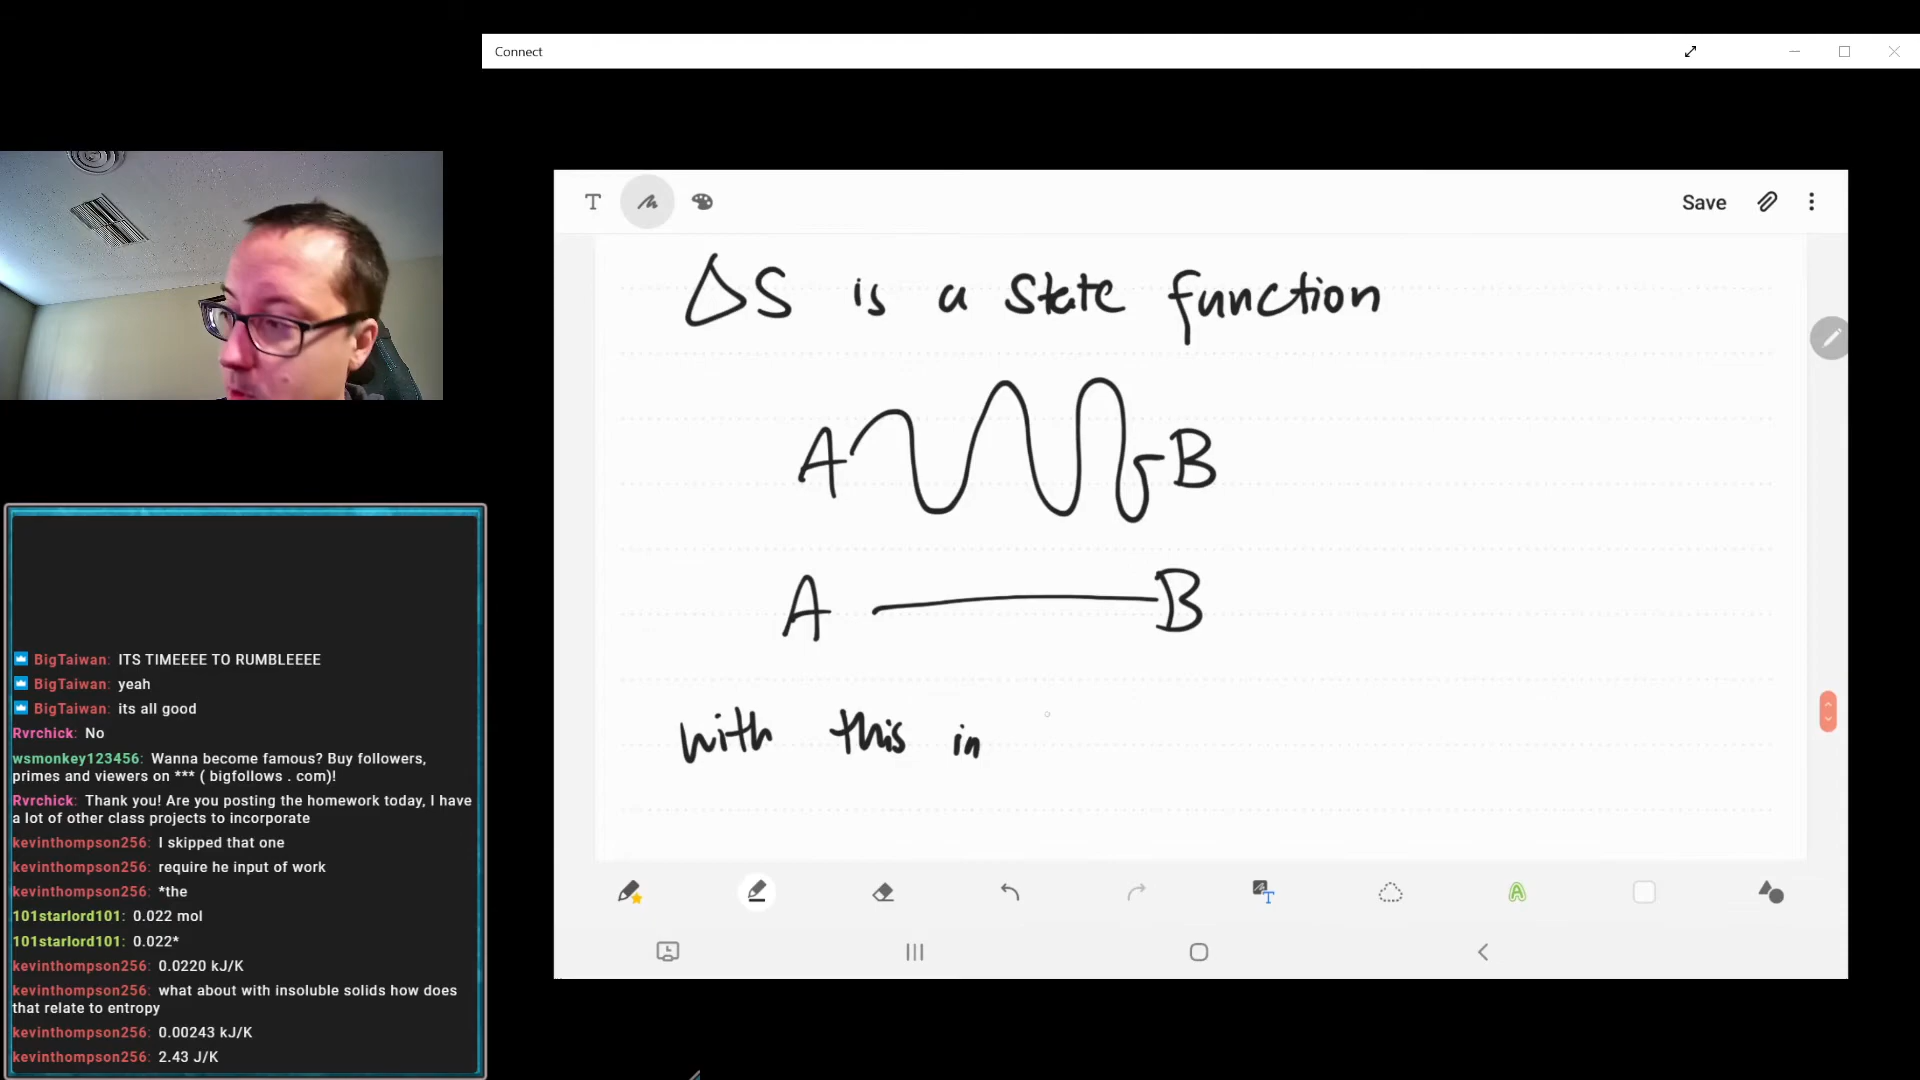 Connect
Save
ΔS is a state function
A B
A B
with this in
BigTaiwan: ITS TIMEEEE TO RUMBLEEEE
BigTaiwan: yeah
BigTaiwan: its all good
Rvrchick: No
wsmonkey123456: Wanna become famous? Buy followers,
primes and viewers on *** ( bigfollows . com)!
Rvrchick: Thank you! Are you posting the homework today, I have
a lot of other class projects to incorporate
kevinthompson256: I skipped that one
kevinthompson256: require he input of work
kevinthompson256: *the
101starlord101: 0.022 mol
101starlord101: 0.022*
kevinthompson256: 0.0220 kJ/K
kevinthompson256: what about with insoluble solids how does
that relate to entropy
kevinthompson256: 0.00243 kJ/K
kevinthompson256: 2.43 J/K